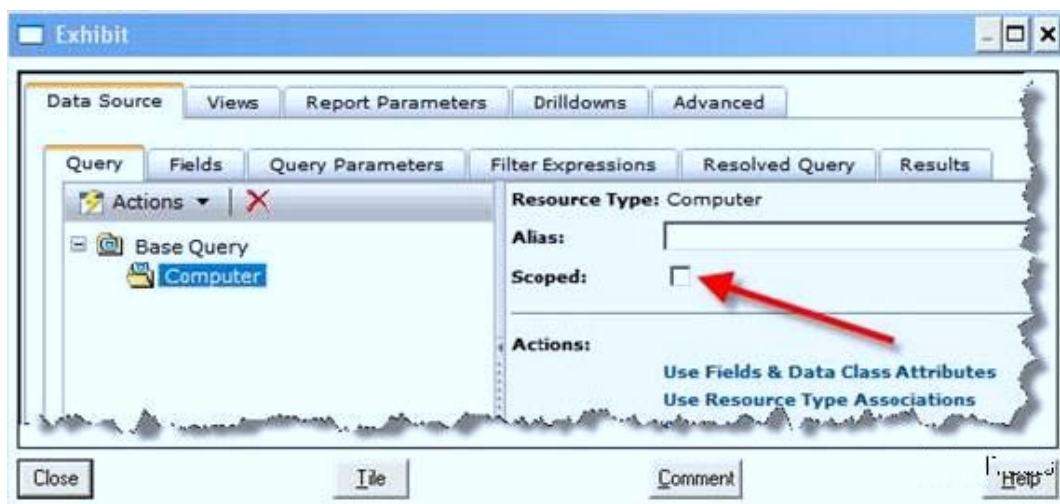 Exhibit
Data Source Views Report Parameters Drilldowns Advanced
Query Fields Query Parameters Filter Expressions Resolved Query Results
Actions
Resource Type: Computer
Base Query
Alias:
Computer
Scoped:
Actions:
Use Fields & Data Class Attributes
Use Resource Type Associations
Close Tile Comment Help